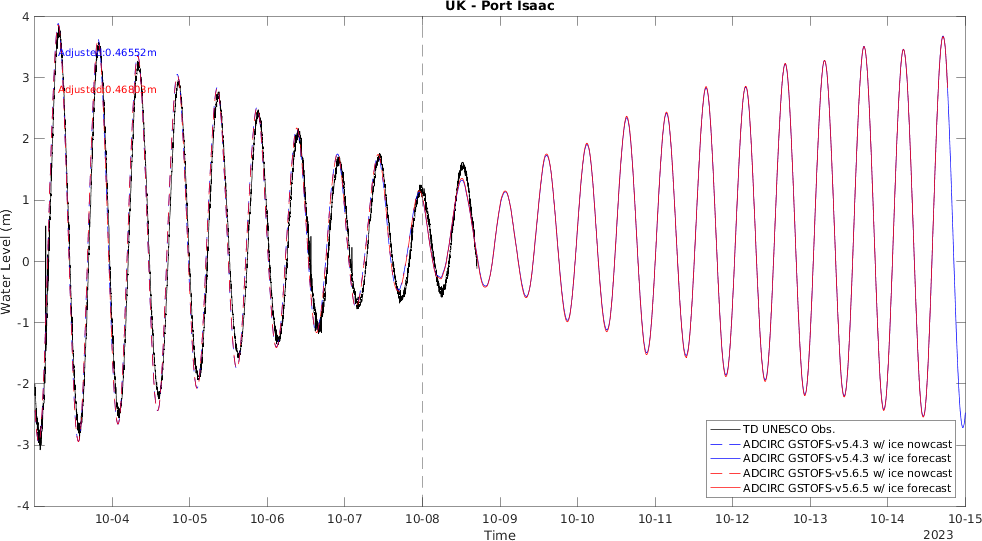 UK - Port Isaac
4
3
2
1
0
-1
-2
-3
-4
Water Level (m)
Adjusted:0.46552m
Adjusted:0.46803m
TD UNESCO Obs.
ADCIRC GSTOFS-v5.4.3 w/ ice nowcast
ADCIRC GSTOFS-v5.4.3 w/ ice forecast
ADCIRC GSTOFS-v5.6.5 w/ ice nowcast
ADCIRC GSTOFS-v5.6.5 w/ ice forecast
10-04 10-05 10-06 10-07 10-08 10-09 10-10 10-11 10-12 10-13 10-14 10-15
Time
2023